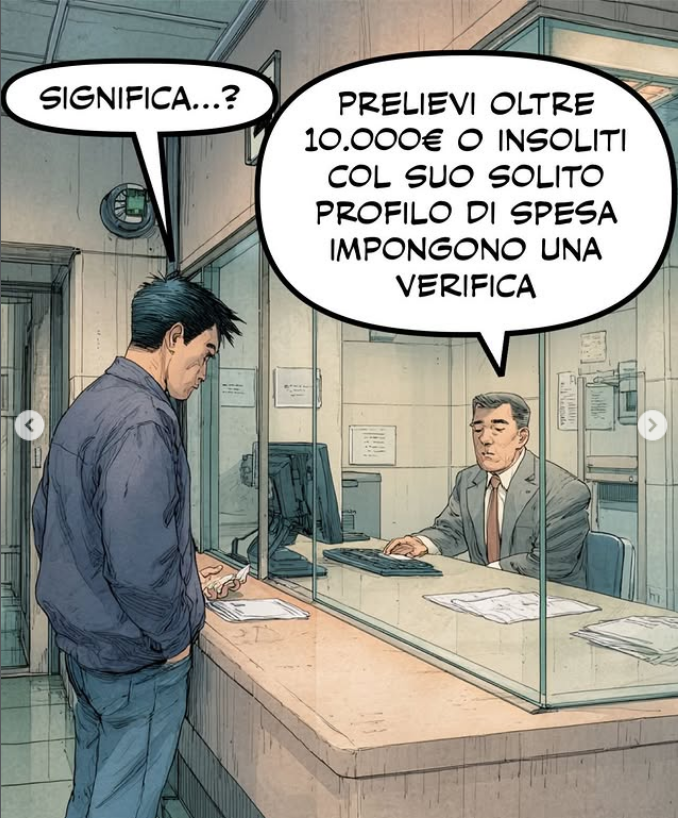 SIGNIFICA...?
PRELIEVI OLTRE
10.000€ O INSOLITI
COL SUO SOLITO
PROFILO DI SPESA
IMPONGONO UNA
VERIFICA